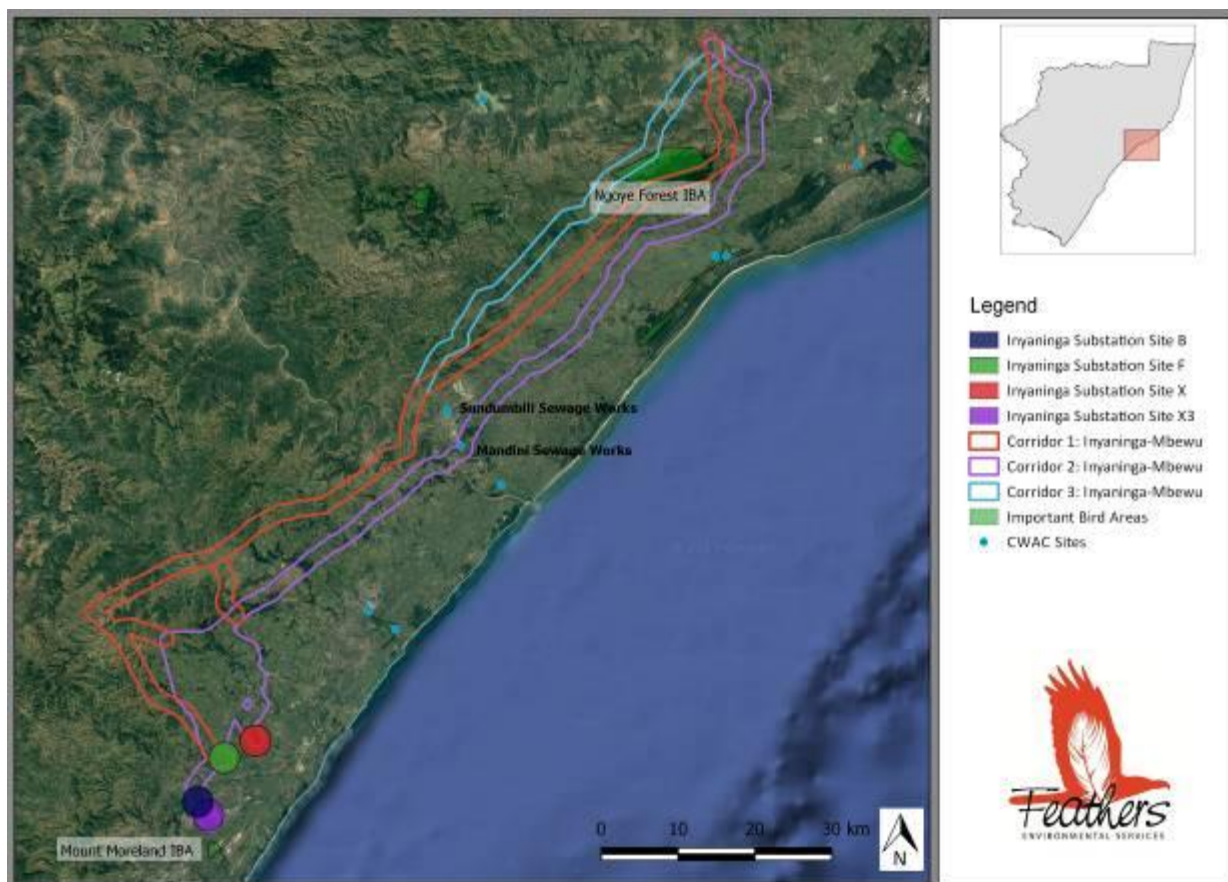 Ngoye Forest IBA
Sundumbili Sewage Works
Mandini Sewage Works
Mount Moreland IBA
0 10 20 30 km
N
Legend
Inyaninga Substation Site B
Inyaninga Substation Site F
Inyaninga Substation Site X
Inyaninga Substation Site X3
Corridor 1: Inyaninga-Mbewu
Corridor 2: Inyaninga-Mbewu
Corridor 3: Inyaninga-Mbewu
Important Bird Areas
CWAC Sites
Feathers
ENVIRONMENTAL SERVICES